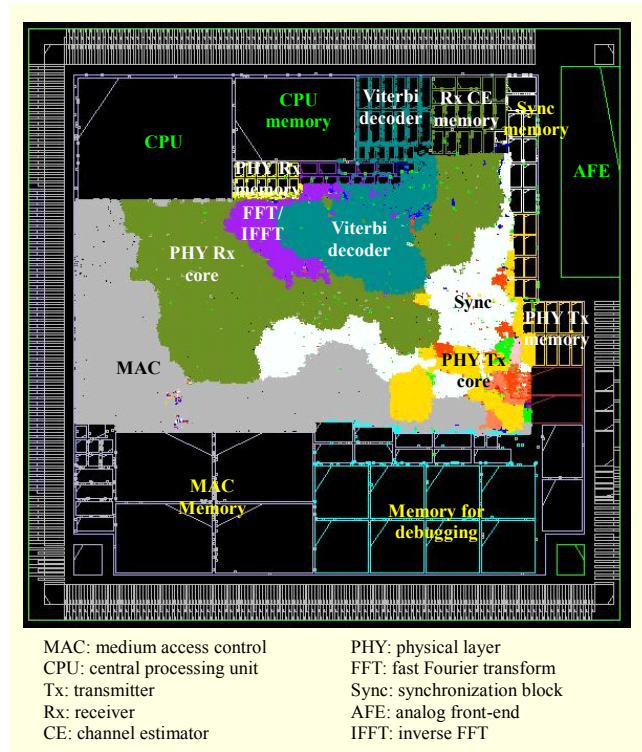 CPU
CPU
memory
Viterbi
decoder
Rx CE
memory
Sync
memory
AFE
PHY Rx
memory
FFT/
IFFT
Viterbi
decoder
PHY Rx
core
Sync
PHY Tx
memory
MAC
PHY Tx
core
MAC
Memory
Memory for
debugging
MAC: medium access control
CPU: central processing unit
Tx: transmitter
Rx: receiver
CE: channel estimator
PHY: physical layer
FFT: fast Fourier transform
Sync: synchronization block
AFE: analog front-end
IFFT: inverse FFT